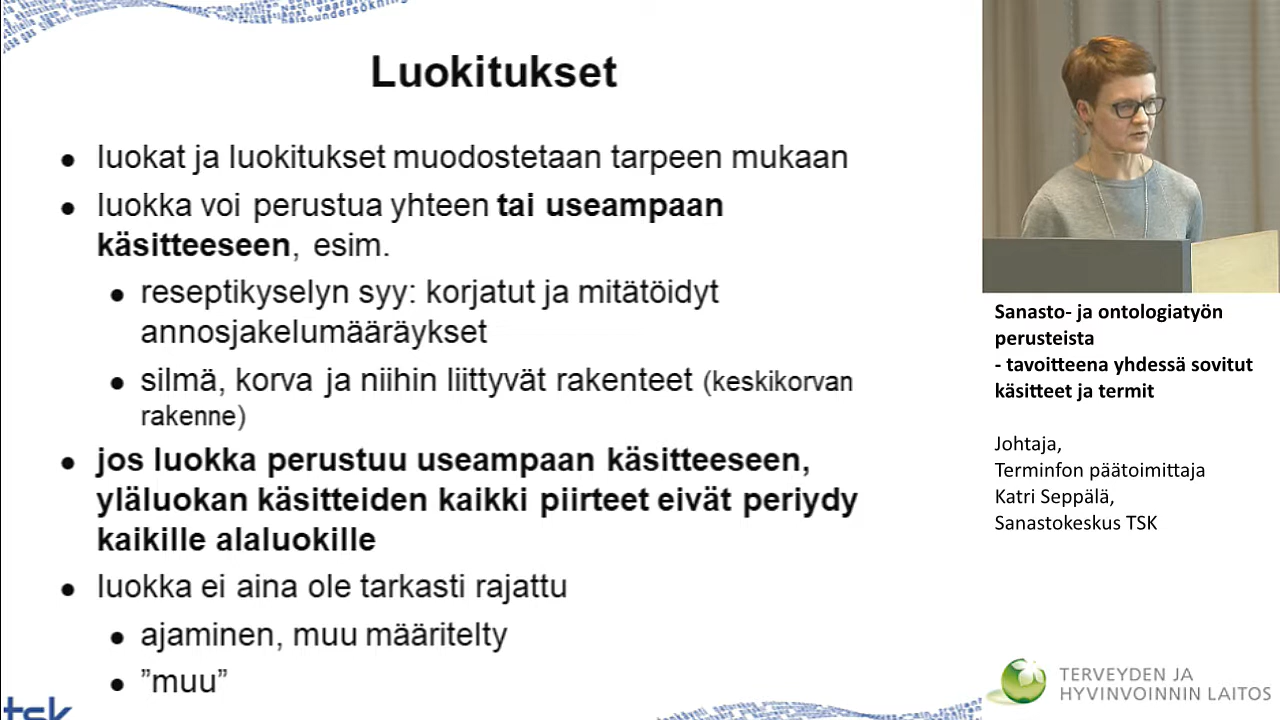 hälsoundersökning
Luokitukset
• luokat ja luokitukset muodostetaan tarpeen mukaan
• luokka voi perustua yhteen tai useampaan
käsitteeseen, esim.
• reseptikyselyn syy: korjatut ja mitätöidyt
annosjakelumääräykset
• silmä, korva ja niihin liittyvät rakenteet (keskikorvan
rakenne)
• jos luokka perustuu useampaan käsitteeseen,
yläluokan käsitteiden kaikki piirteet eivät periydy
kaikille alaluokille
• luokka ei aina ole tarkasti rajattu
• ajaminen, muu määritelty
• ”muu”
tsk
Sanasto- ja ontologiatyön
perusteista
- tavoitteena yhdessä sovitut
käsitteet ja termit
Johtaja,
Terminfon päätoimittaja
Katri Seppälä,
Sanastokeskus TSK
TERVEYDEN JA
HYVINVOINNIN LAITOS